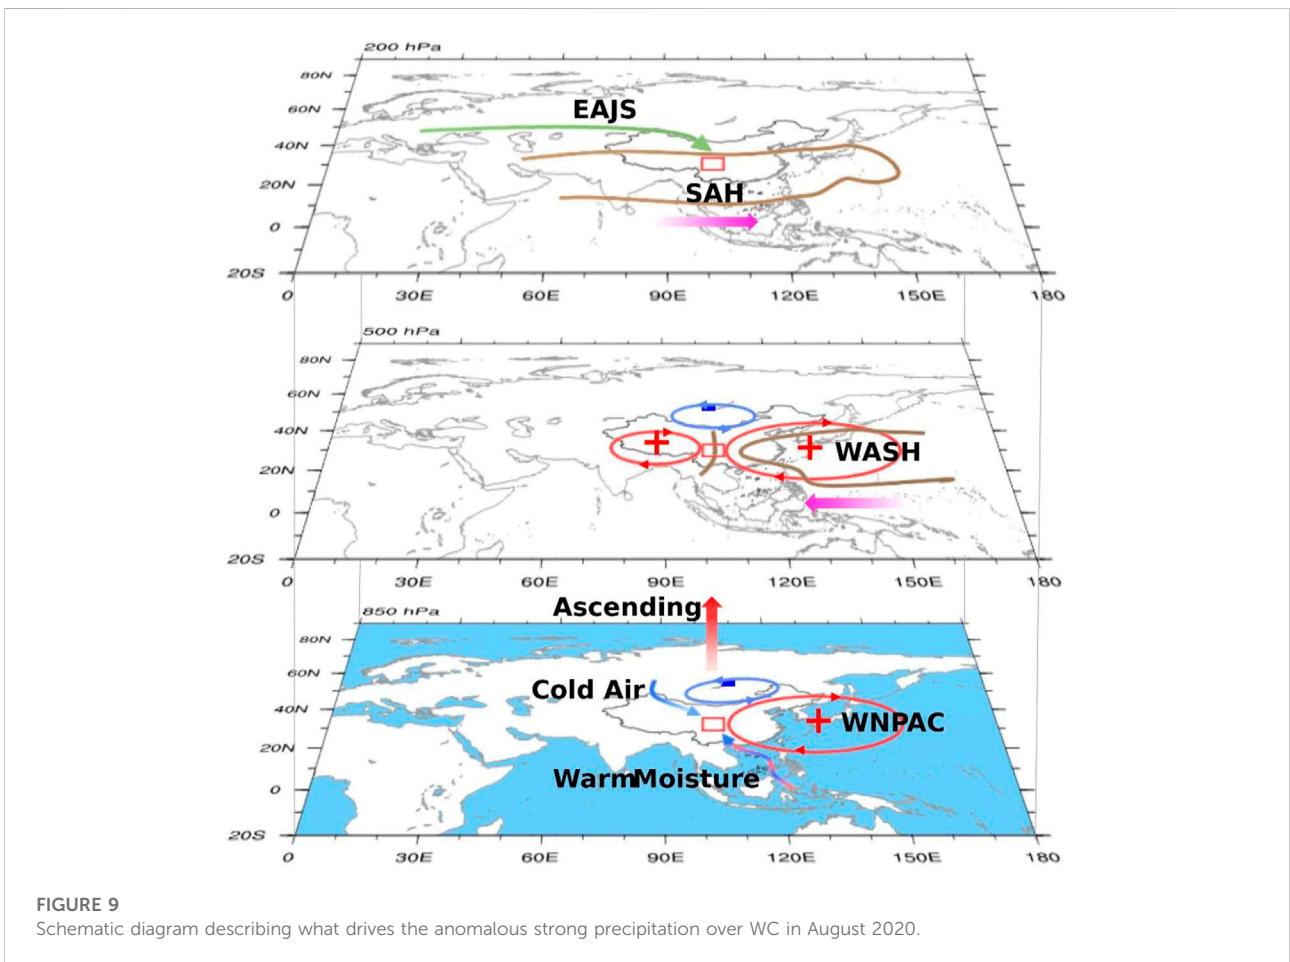 200 hPa
80N
60N
EAJS
40N
20N
SAH
0
20S
0 30E 60E 90E 120E 150E 180
500 hPa
80N
60N
40N
WASH
20N
0
20S
0 30E 60E 90E 120E 150E 180
Ascending
850 hPa
80N
60N
Cold Air
40N
WNPAC
20N
WarmMoisture
0
20S
0 30E 60E 90E 120E 150E 180
FIGURE 9
Schematic diagram describing what drives the anomalous strong precipitation over WC in August 2020.